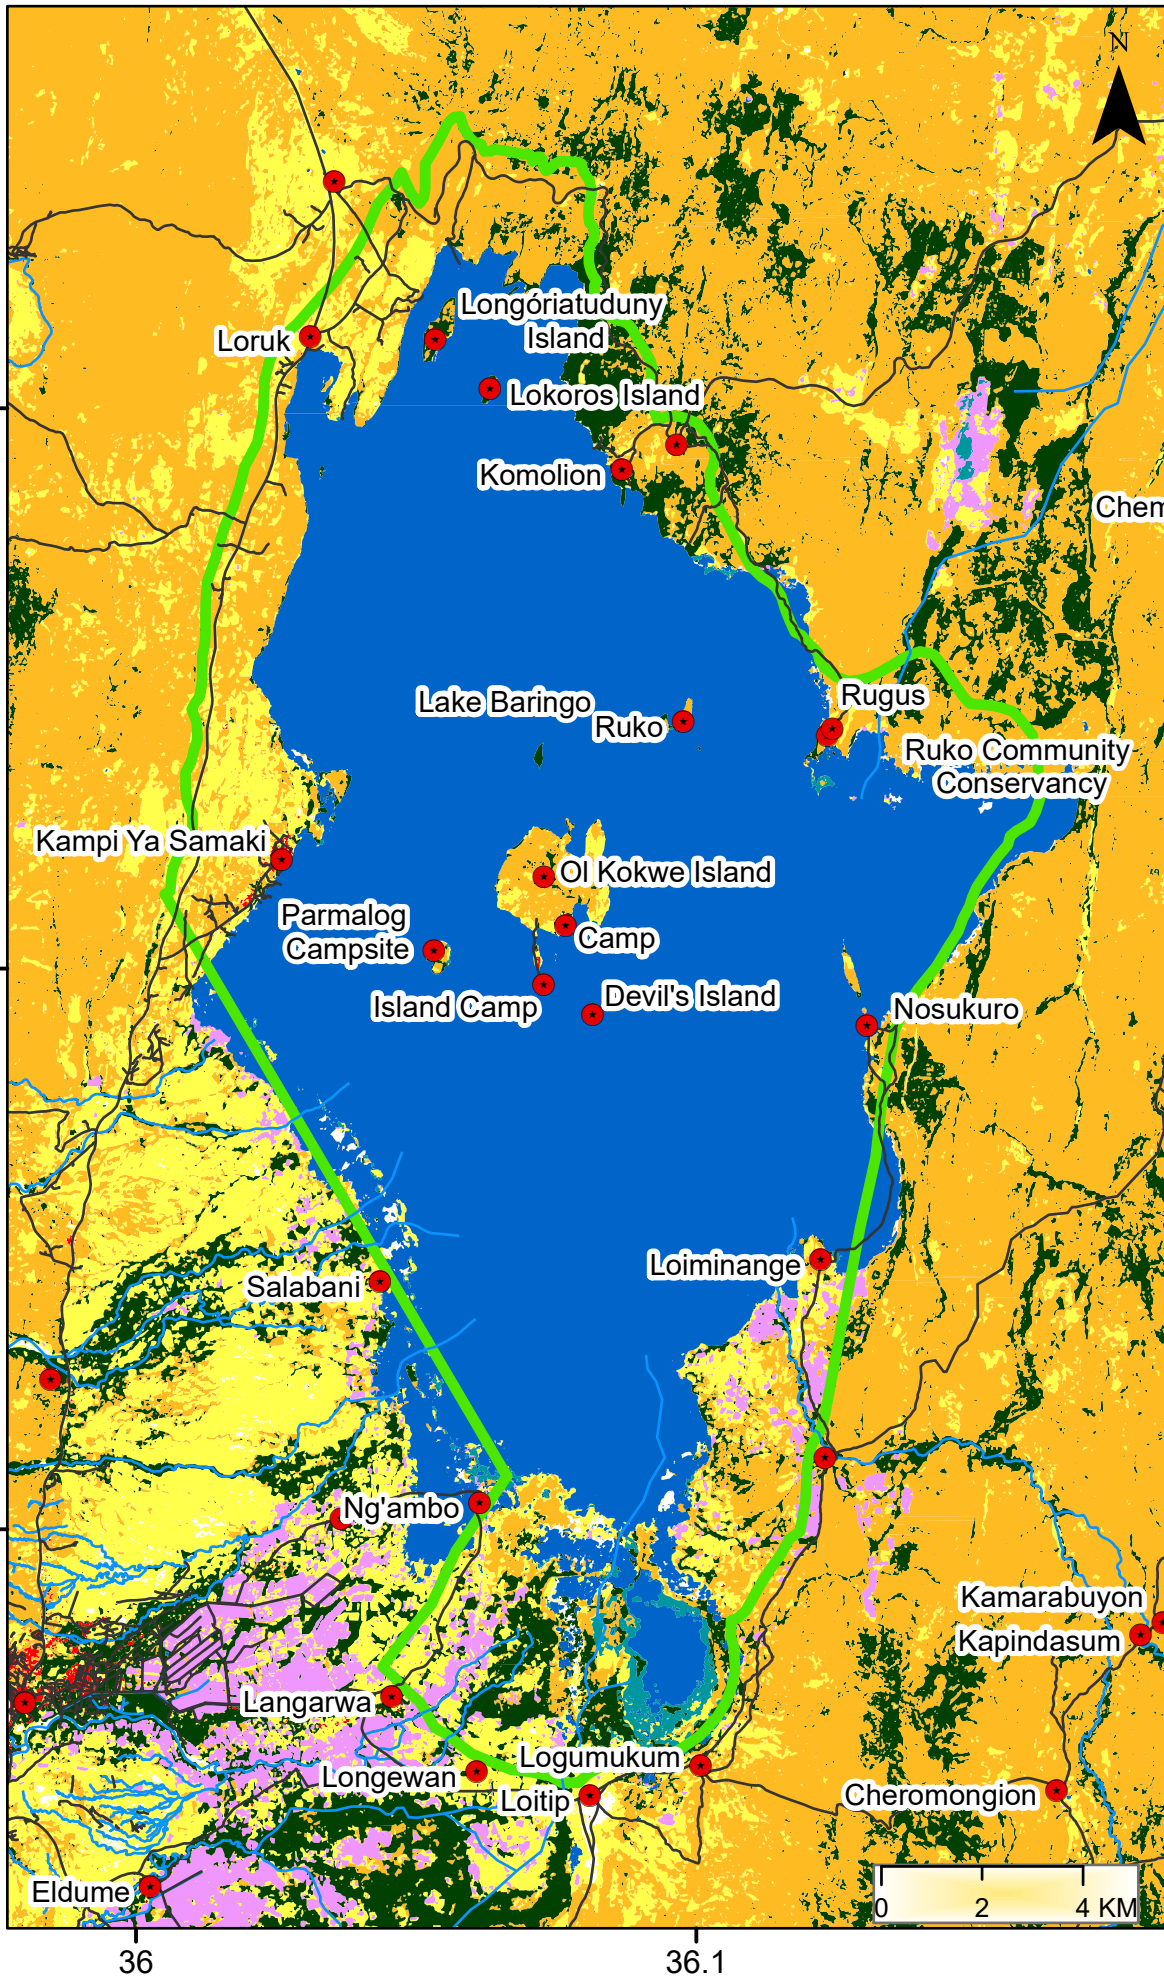 N
Longóriatuduny
Island
Loruk
Lokoros Island
Komolion
Chem
Rugus
Lake Baringo
Ruko
Ruko Community
Conservancy
Kampi Ya Samaki
Ol Kokwe Island
Parmalog
Campsite
Camp
Island Camp
Devil's Island
Nosukuro
Loiminange
Salabani
Ng'ambo
Kamarabuyon
Kapindasum
Langarwa
Logumukum
Longewan
Loitip
Cheromongion
Eldume
0 2 4 KM
36 36.1